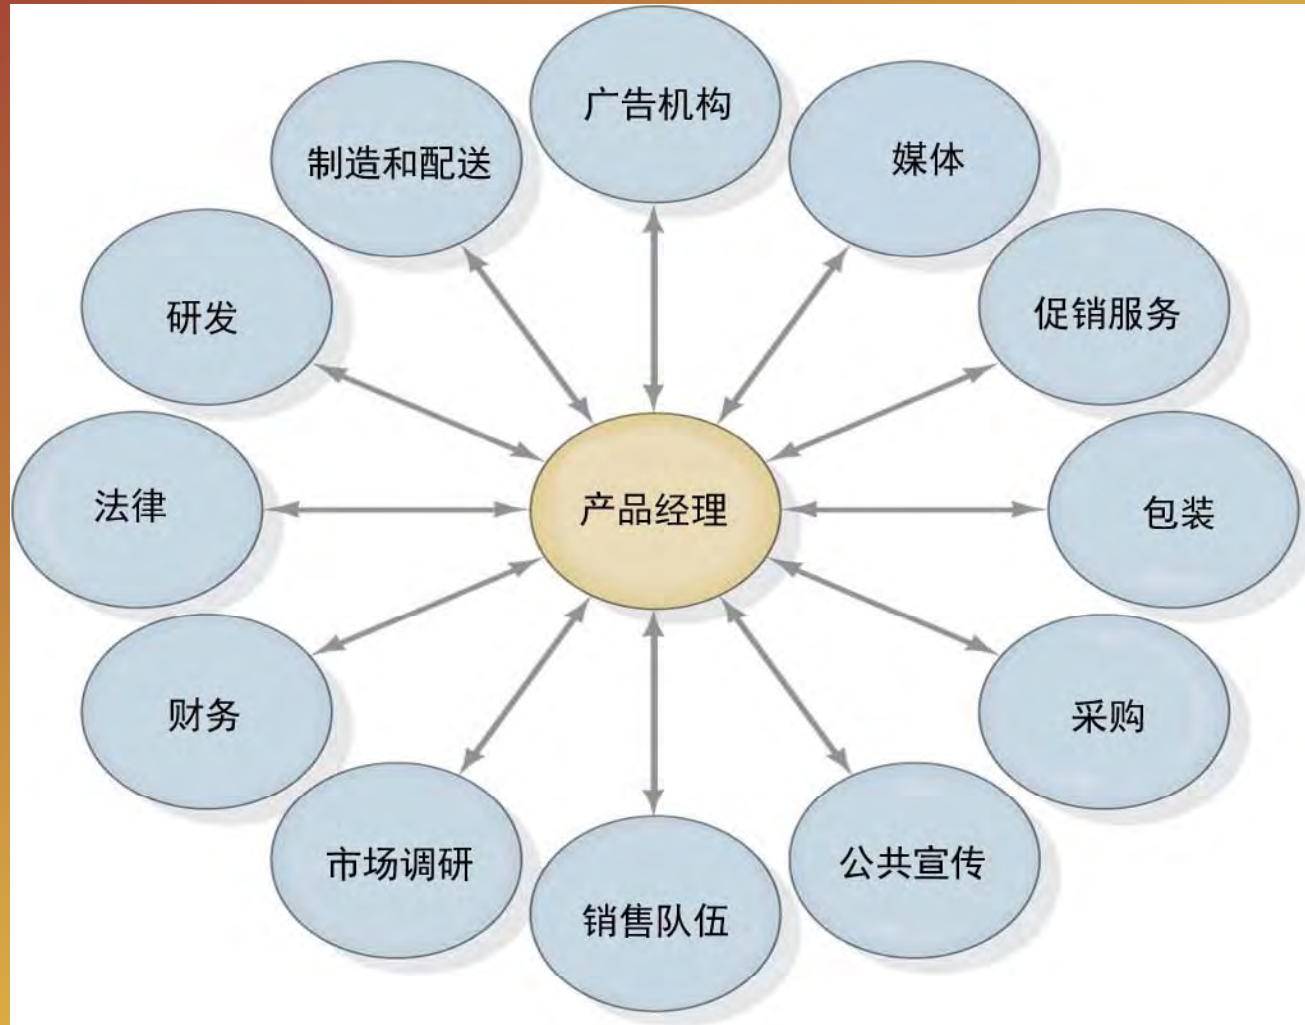 广告机构
制造和配送
媒体
研发
促销服务
法律
产品经理
包装
财务
采购
市场调研
公共宣传
销售队伍